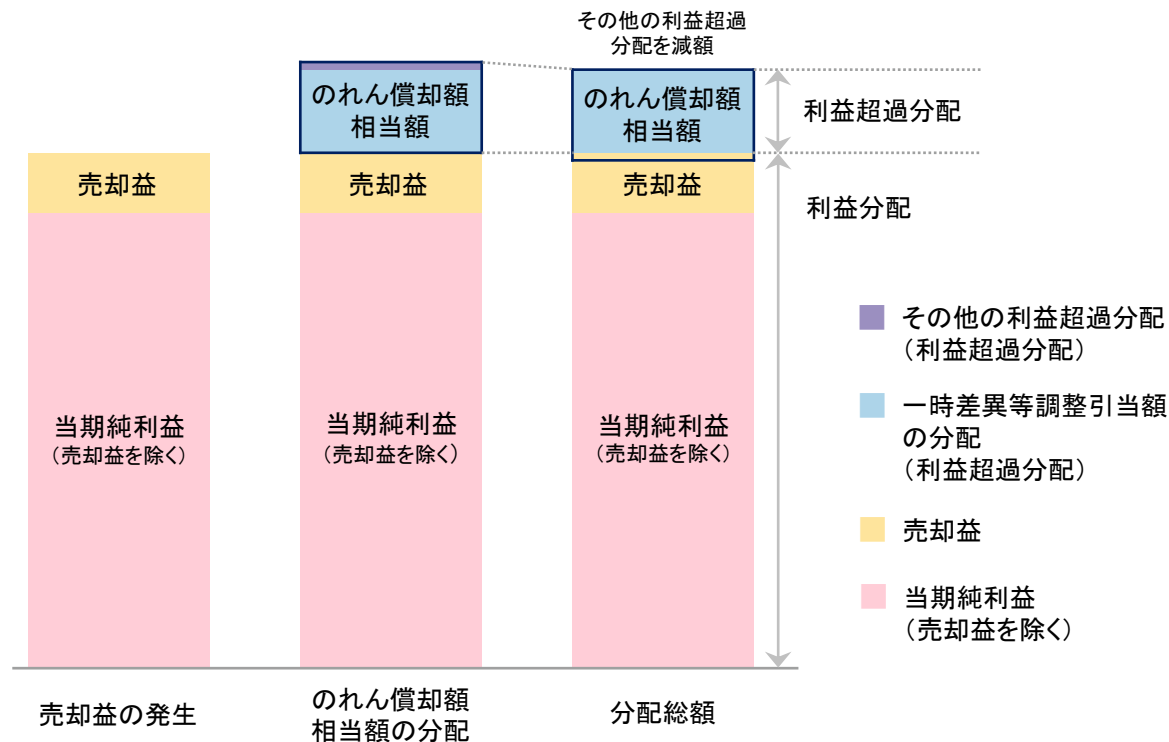 その他の利益超過
分配を減額
のれん償却額
相当額
のれん償却額
相当額
利益超過分配
売却益
売却益
売却益
利益分配
当期純利益
（売却益を除く）
当期純利益
（売却益を除く）
当期純利益
（売却益を除く）
その他の利益超過分配
（利益超過分配）
一時差異等調整引当額
の分配
（利益超過分配）
売却益
当期純利益
（売却益を除く）
売却益の発生
のれん償却額
相当額の分配
分配総額